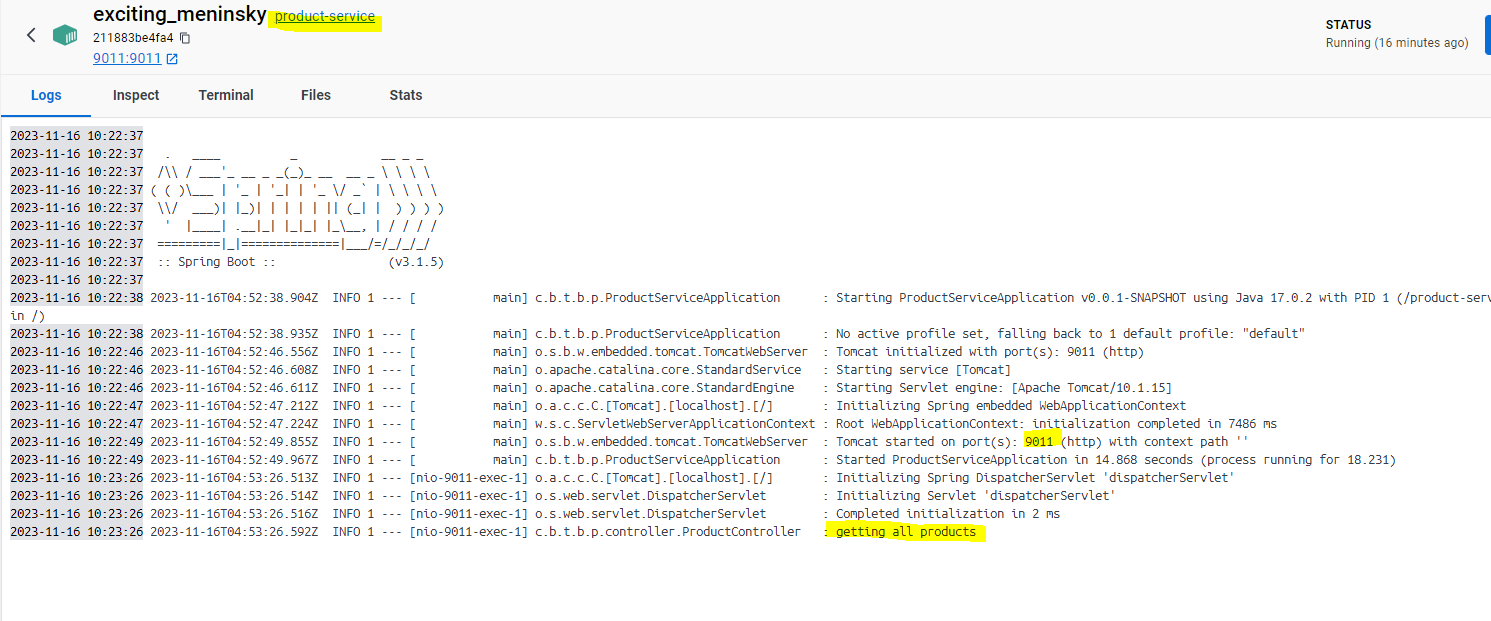 exciting_meninsky product-service
211883be4fa4
9011:9011
STATUS
Running (16 minutes ago)
Logs Inspect Terminal Files Stats
2023-11-16 10:22:37
2023-11-16 10:22:37   .   ____          _            __ _ _
2023-11-16 10:22:37  /\\ / ___'_ __ _ _(_)_ __  __ _ \ \ \ \
2023-11-16 10:22:37 ( ( )\___ | '_ | '_| | '_ \/ _` | \ \ \ \
2023-11-16 10:22:37  \\/  ___)| |_)| | | | | || (_| |  ) ) ) )
2023-11-16 10:22:37   '  |____| .__|_| |_|_| |_\__, | / / / /
2023-11-16 10:22:37  =========|_|==============|___/=/_/_/_/
2023-11-16 10:22:37  :: Spring Boot ::                (v3.1.5)
2023-11-16 10:22:37
2023-11-16 10:22:38 2023-11-16T04:52:38.904Z  INFO 1 --- [           main] c.b.t.b.p.ProductServiceApplication      : Starting ProductServiceApplication v0.0.1-SNAPSHOT using Java 17.0.2 with PID 1 (/product-serv
in /)
2023-11-16 10:22:38 2023-11-16T04:52:38.935Z  INFO 1 --- [           main] c.b.t.b.p.ProductServiceApplication      : No active profile set, falling back to 1 default profile: "default"
2023-11-16 10:22:46 2023-11-16T04:52:46.556Z  INFO 1 --- [           main] o.s.b.w.embedded.tomcat.TomcatWebServer  : Tomcat initialized with port(s): 9011 (http)
2023-11-16 10:22:46 2023-11-16T04:52:46.608Z  INFO 1 --- [           main] o.apache.catalina.core.StandardService   : Starting service [Tomcat]
2023-11-16 10:22:46 2023-11-16T04:52:46.611Z  INFO 1 --- [           main] o.apache.catalina.core.StandardEngine    : Starting Servlet engine: [Apache Tomcat/10.1.15]
2023-11-16 10:22:47 2023-11-16T04:52:47.212Z  INFO 1 --- [           main] o.a.c.c.C.[Tomcat].[localhost].[/]       : Initializing Spring embedded WebApplicationContext
2023-11-16 10:22:47 2023-11-16T04:52:47.224Z  INFO 1 --- [           main] w.s.c.ServletWebServerApplicationContext : Root WebApplicationContext: initialization completed in 7486 ms
2023-11-16 10:22:49 2023-11-16T04:52:49.855Z  INFO 1 --- [           main] o.s.b.w.embedded.tomcat.TomcatWebServer  : Tomcat started on port(s): 9011 (http) with context path ''
2023-11-16 10:22:49 2023-11-16T04:52:49.967Z  INFO 1 --- [           main] c.b.t.b.p.ProductServiceApplication      : Started ProductServiceApplication in 14.868 seconds (process running for 18.231)
2023-11-16 10:23:26 2023-11-16T04:53:26.513Z  INFO 1 --- [nio-9011-exec-1] o.a.c.c.C.[Tomcat].[localhost].[/]       : Initializing Spring DispatcherServlet 'dispatcherServlet'
2023-11-16 10:23:26 2023-11-16T04:53:26.514Z  INFO 1 --- [nio-9011-exec-1] o.s.web.servlet.DispatcherServlet        : Initializing Servlet 'dispatcherServlet'
2023-11-16 10:23:26 2023-11-16T04:53:26.516Z  INFO 1 --- [nio-9011-exec-1] o.s.web.servlet.DispatcherServlet        : Completed initialization in 2 ms
2023-11-16 10:23:26 2023-11-16T04:53:26.592Z  INFO 1 --- [nio-9011-exec-1] c.b.t.b.p.controller.ProductController   : getting all products